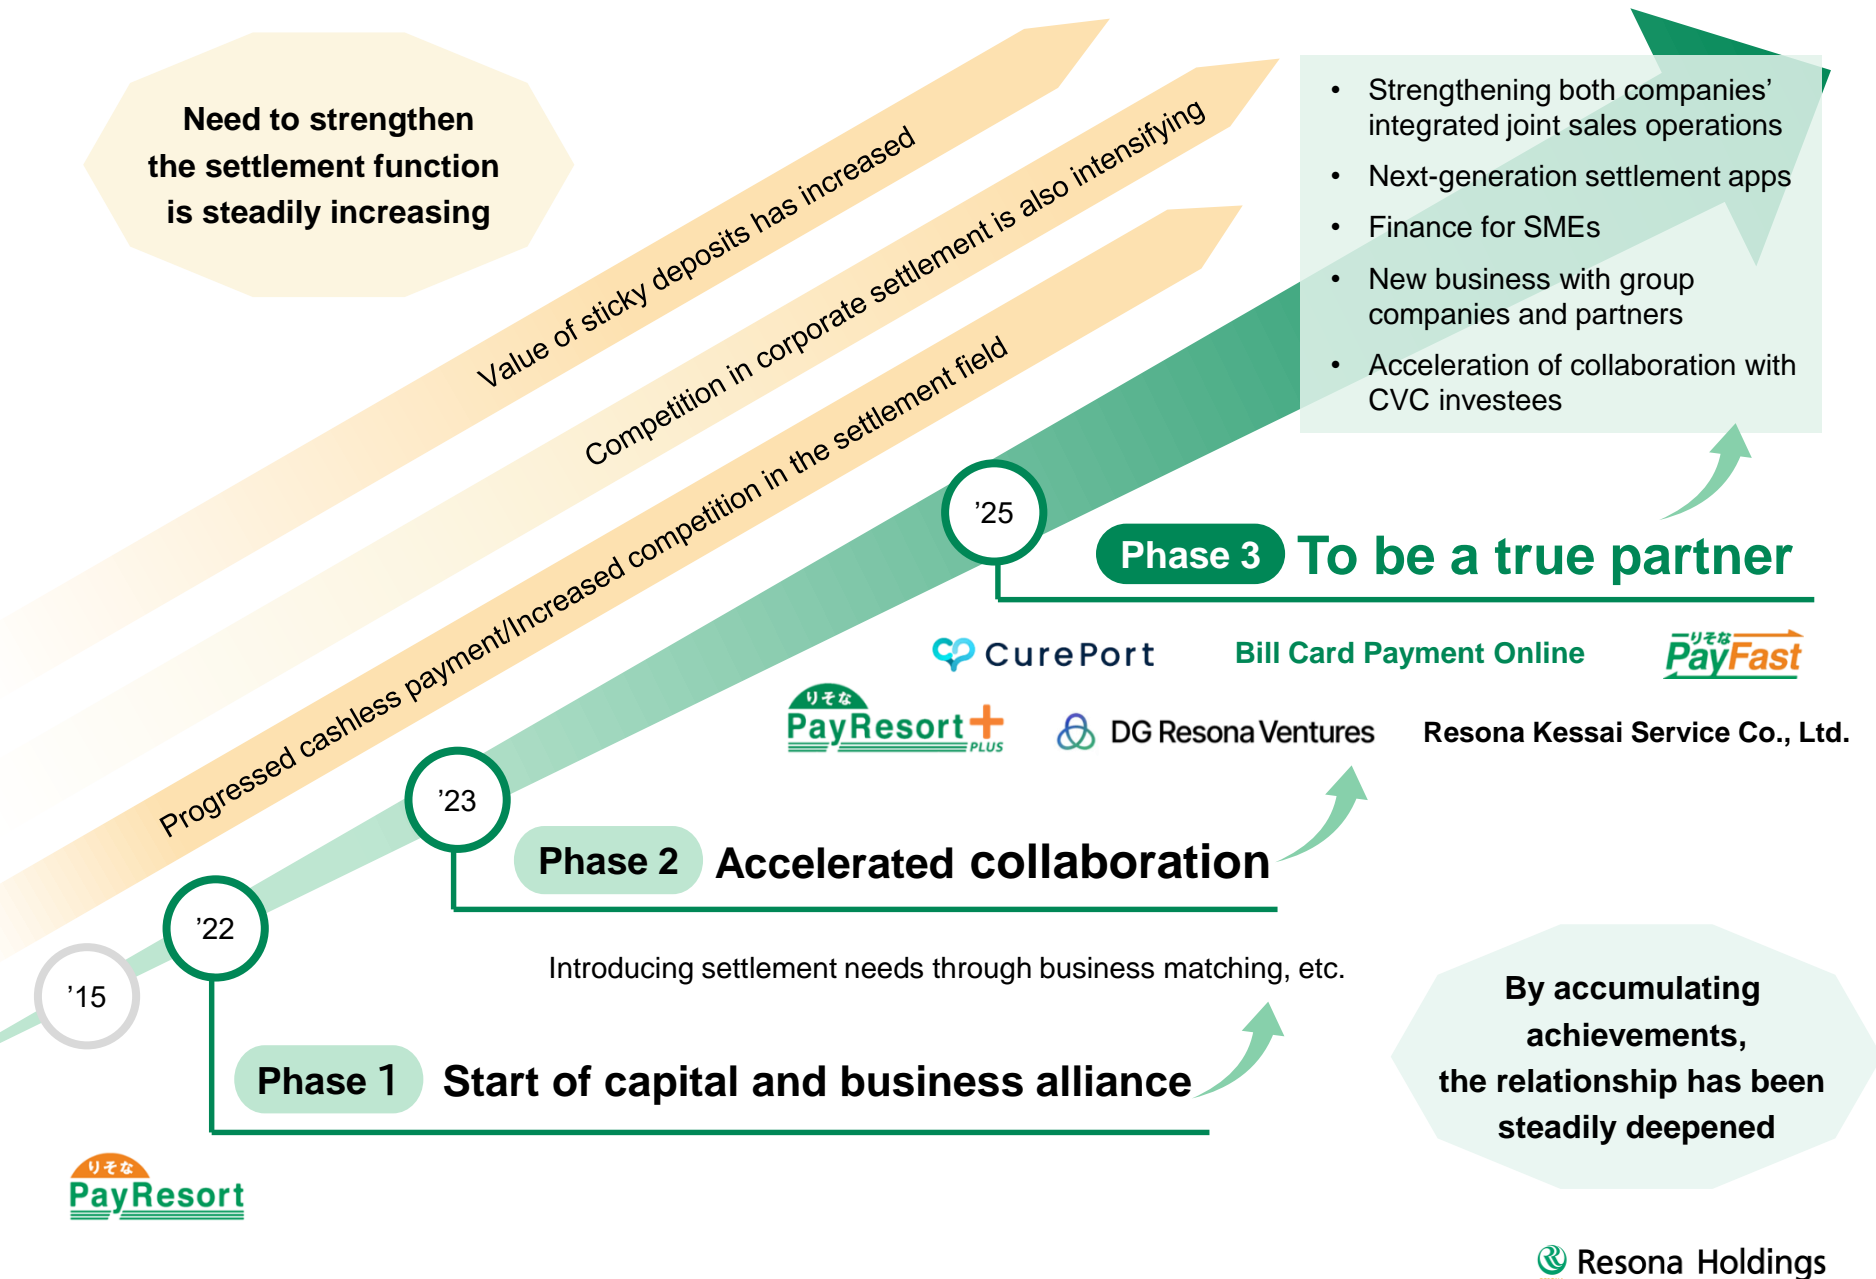 Need to strengthen
the settlement function
is steadily increasing
Value of sticky deposits has increased
Competition in corporate settlement is also intensifying
Progressed cashless payment/Increased competition in the settlement field
• Strengthening both companies’
integrated joint sales operations
• Next-generation settlement apps
• Finance for SMEs
• New business with group
companies and partners
• Acceleration of collaboration with
CVC investees
’25
Phase 3 To be a true partner
CurePort
Bill Card Payment Online
りそな
PayFast
りそな
PayResort+
PLUS
DG Resona Ventures
Resona Kessai Service Co., Ltd.
’23
Phase 2 Accelerated collaboration
’22
Introducing settlement needs through business matching, etc.
’15
Phase 1 Start of capital and business alliance
By accumulating
achievements,
the relationship has been
steadily deepened
りそな
PayResort
Resona Holdings